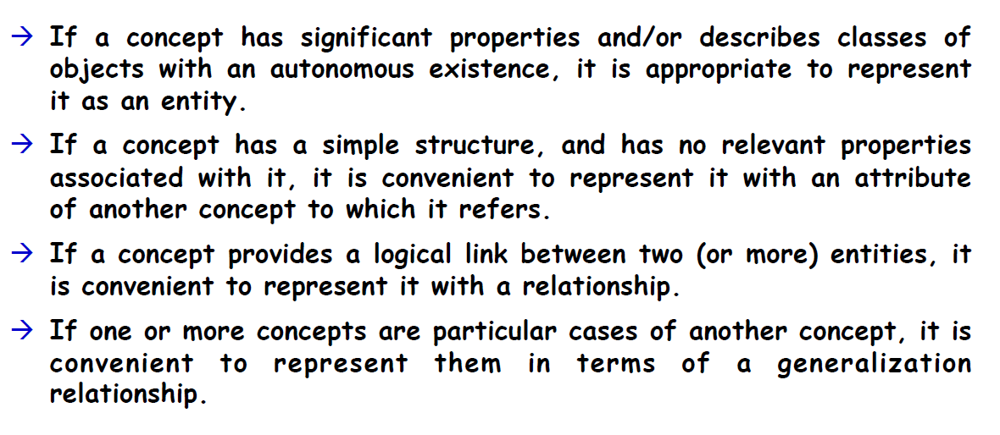 → If a concept has significant properties and/or describes classes of
objects with an autonomous existence, it is appropriate to represent
it as an entity.
→ If a concept has a simple structure, and has no relevant properties
associated with it, it is convenient to represent it with an attribute
of another concept to which it refers.
→ If a concept provides a logical link between two (or more) entities, it
is convenient to represent it with a relationship.
→ If one or more concepts are particular cases of another concept, it is
convenient to represent them in terms of a generalization
relationship.